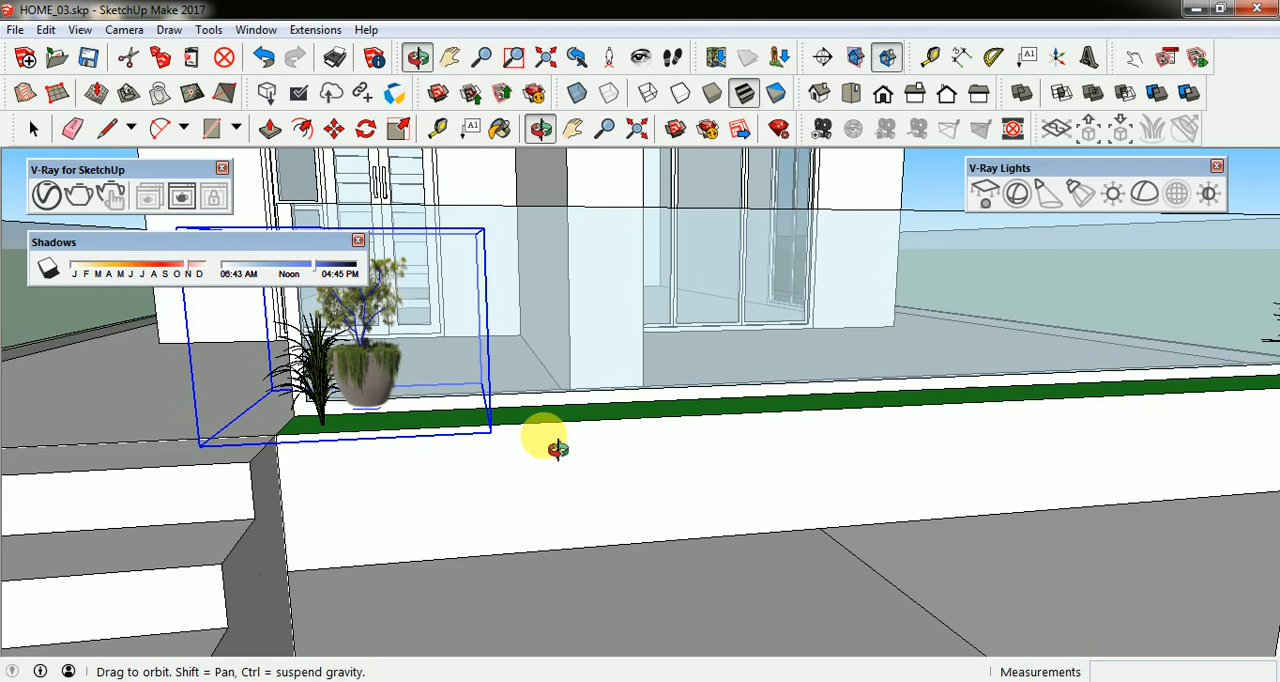 HOME_03.skp - SketchUp Make 2017
File Edit View Camera Draw Tools Window Extensions Help
V-Ray for SketchUp
V-Ray Lights
Shadows
J F M A M J J A S O N D 06:43 AM Noon 04:45 PM
Drag to orbit. Shift = Pan, Ctrl = suspend gravity.
Measurements